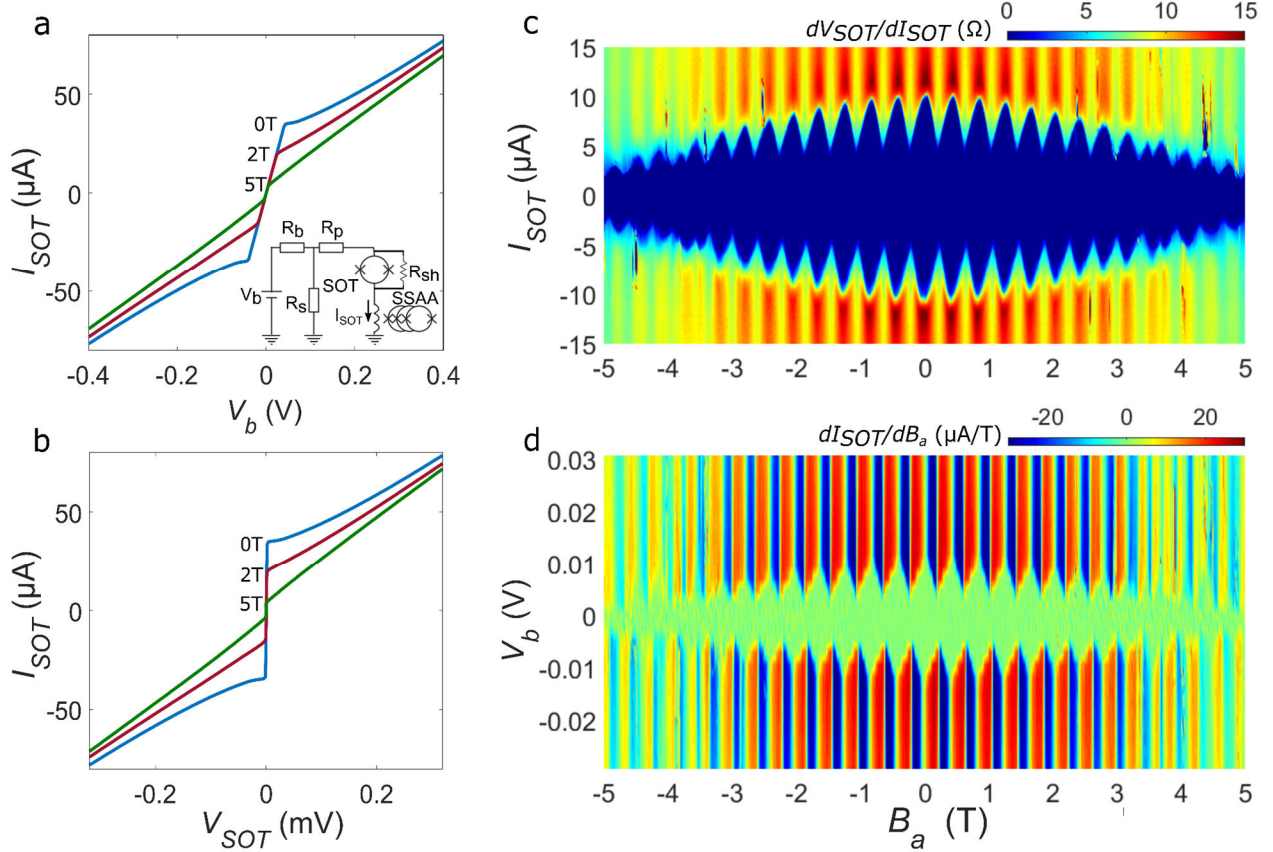 a
I_SOT (µA)
50
0
-50
0T
2T
5T
R_b
R_p
V_b
R_s
SOT
I_SOT
R_sh
SSAA
-0.4
-0.2
0
0.2
0.4
V_b (V)
b
I_SOT (µA)
50
0
-50
0T
2T
5T
-0.2
0
0.2
V_SOT (mV)
c
dV_SOT/dI_SOT (Ω)
0
5
10
15
I_SOT (µA)
15
10
5
0
-5
-10
-15
-5
-4
-3
-2
-1
0
1
2
3
4
5
d
dI_SOT/dB_a (µA/T)
-20
0
20
V_b (V)
0.03
0.02
0.01
0
-0.01
-0.02
-5
-4
-3
-2
-1
0
1
2
3
4
5
B_a (T)